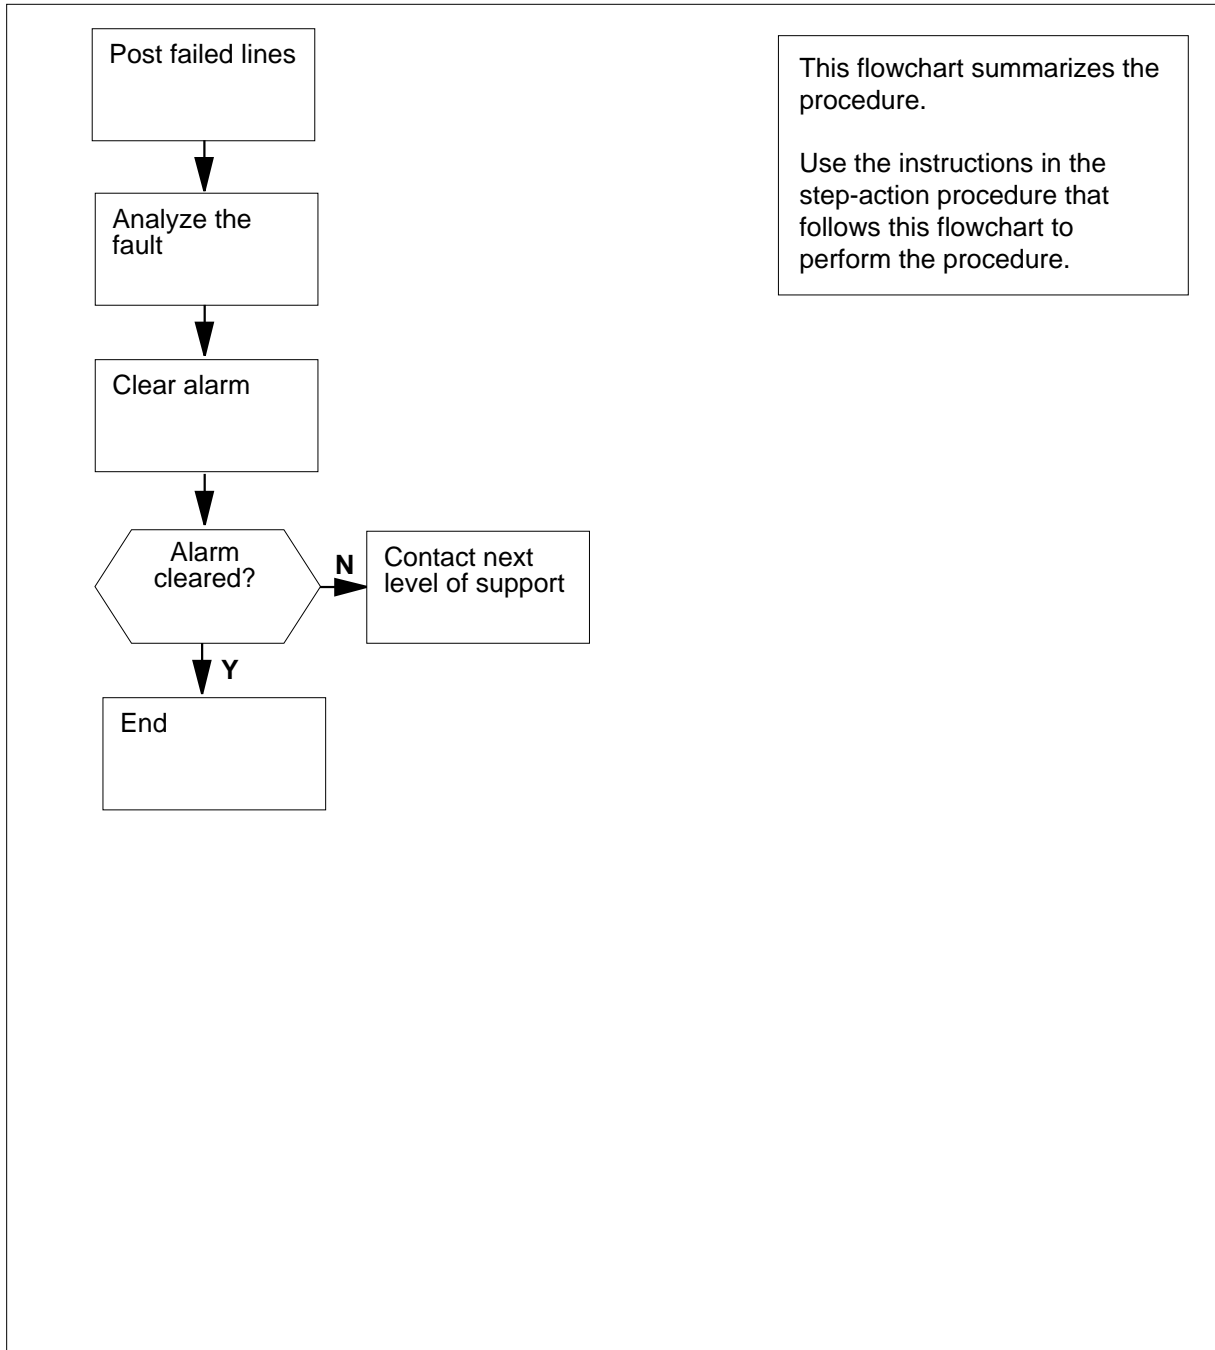 Post failed lines
Analyze the
fault
Clear alarm
Alarm
cleared?
N
Contact next
level of support
Y
End
This flowchart summarizes the
procedure.
Use the instructions in the
step-action procedure that
follows this flowchart to
perform the procedure.